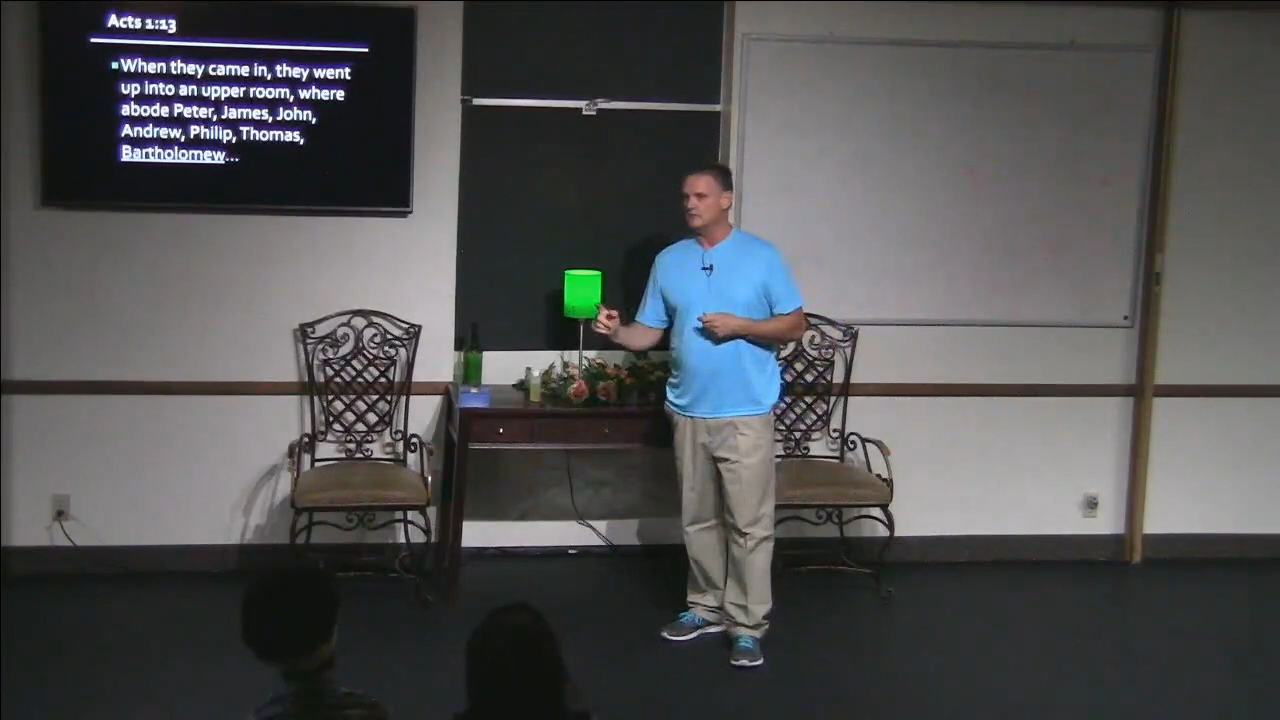 Acts 1:13
When they came in, they went
up into an upper room, where
abode Peter, James, John,
Andrew, Philip, Thomas,
Bartholomew...